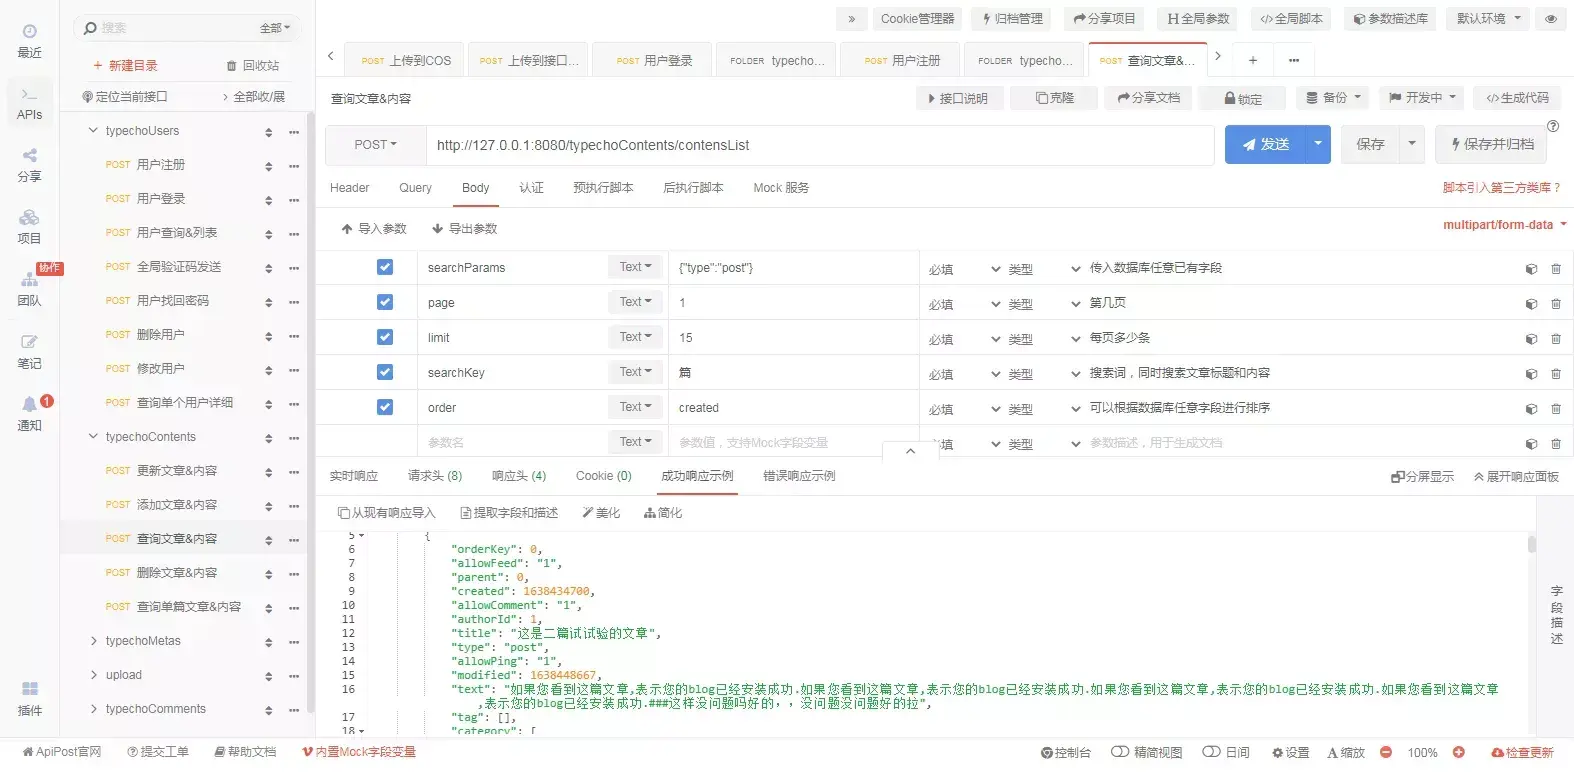 最近
APIs
分享
项目
协作
团队
笔记
1
通知
插件
搜索 全部
+ 新建目录 回收站
定位当前接口 > 全部收/展
typechoUsers
POST 用户注册
POST 用户登录
POST 用户查询&列表
POST 全局验证码发送
POST 用户找回密码
POST 删除用户
POST 修改用户
POST 查询单个用户详细
typechoContents
POST 更新文章&内容
POST 添加文章&内容
POST 查询文章&内容
POST 删除文章&内容
POST 查询单篇文章&内容
typechoMetas
upload
typechoComments
» Cookie管理器 归档管理 分享项目 H全局参数 </>全局脚本 参数描述库 默认环境
POST 上传到COS POST 上传到接口... POST 用户登录 FOLDER typecho... POST 用户注册 FOLDER typecho... POST 查询文章&... + ...
查询文章&内容 接口说明 克隆 分享文档 锁定 备份 开发中 </>生成代码
POST http://127.0.0.1:8080/typechoContents/contensList 发送 保存 保存并归档
Header Query Body 认证 预执行脚本 后执行脚本 Mock 服务 脚本引入第三方类库 ?
导入参数 导出参数 multipart/form-data
searchParams Text {"type":"post"} 必填 类型 传入数据库任意已有字段
page Text 1 必填 类型 第几页
limit Text 15 必填 类型 每页多少条
searchKey Text 篇 必填 类型 搜索词，同时搜素文章标题和内容
order Text created 必填 类型 可以根据数据库任意字段进行排序
参数名 Text 参数值，支持Mock字段变量 必填 类型 参数描述，用于生成文档
实时响应 请求头 (8) 响应头 (4) Cookie (0) 成功响应示例 错误响应示例 分屏显示 展开响应面板
从现有响应导入 提取字段和描述 美化 简化
5 {
6 "orderKey": 0,
7 "allowFeed": "1",
8 "parent": 0,
9 "created": 1638434700,
10 "allowComment": "1",
11 "authorId": 1,
12 "title": "这是二篇试试验的文章",
13 "type": "post",
14 "allowPing": "1",
15 "modified": 1638448667,
16 "text": "如果您看到这篇文章,表示您的blog已经安装成功.如果您看到这篇文章,表示您的blog已经安装成功.如果您看到这篇文章,表示您的blog已经安装成功.如果您看到这篇文章
,表示您的blog已经安装成功.###这样没问题吗好的，，没问题没问题好的拉",
17 "tag": [],
18 "category": [
字段描述
ApiPost官网 提交工单 帮助文档 内置Mock字段变量 控制台 精简视图 日间 设置 A缩放 100% 检查更新